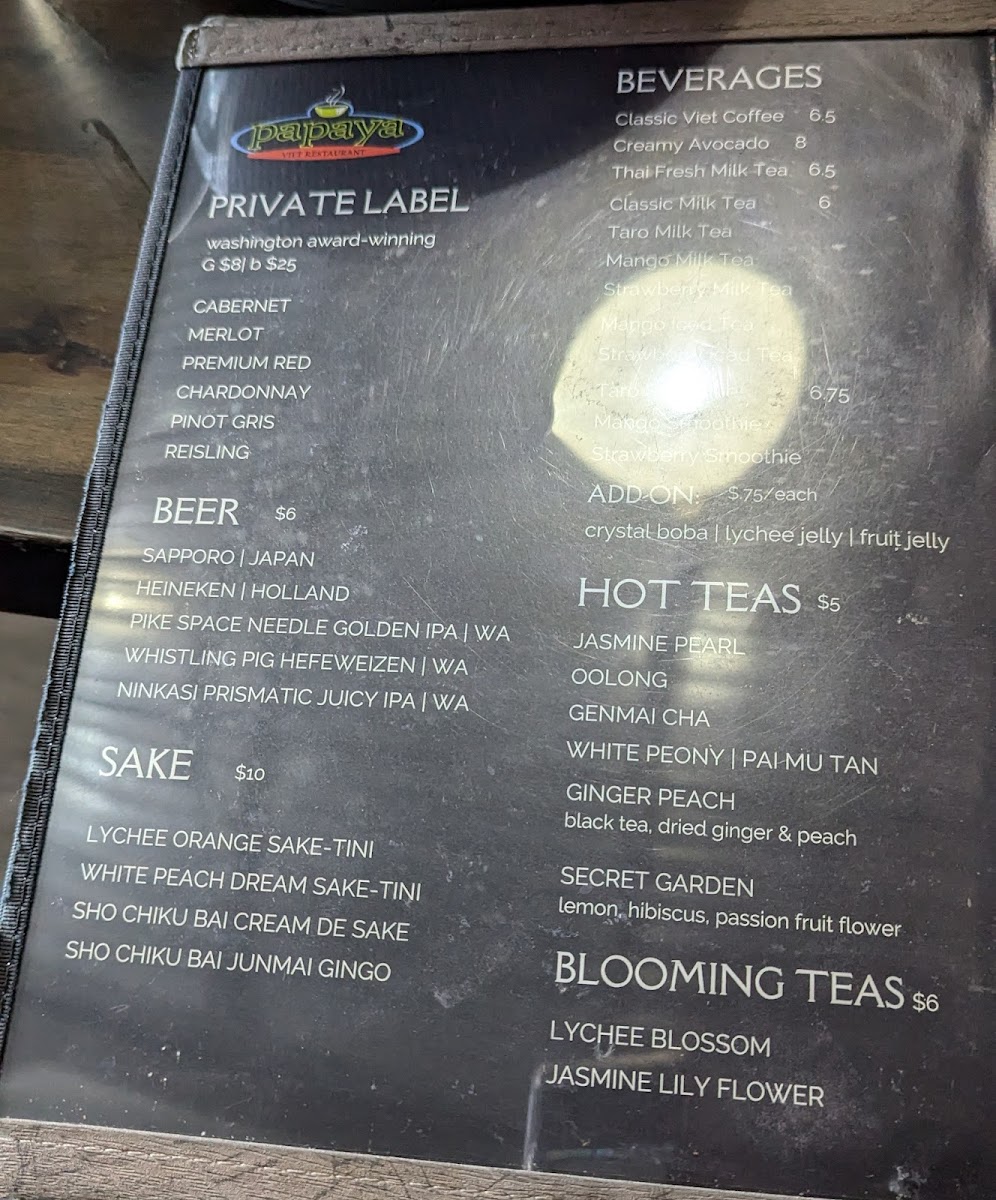 papaya
VIET RESTAURANT
PRIVATE LABEL
washington award-winning
G $8| b $25
CABERNET
MERLOT
PREMIUM RED
CHARDONNAY
PINOT GRIS
REISLING
BEER $6
SAPPORO | JAPAN
HEINEKEN | HOLLAND
PIKE SPACE NEEDLE GOLDEN IPA | WA
WHISTLING PIG HEFEWEIZEN | WA
NINKASI PRISMATIC JUICY IPA | WA
SAKE $10
LYCHEE ORANGE SAKE-TINI
WHITE PEACH DREAM SAKE-TINI
SHO CHIKU BAI CREAM DE SAKE
SHO CHIKU BAI JUNMAI GINGO
BEVERAGES
Classic Viet Coffee 6.5
Creamy Avocado 8
Thai Fresh Milk Tea 6.5
Classic Milk Tea 6
Taro Milk Tea
Mango Milk Tea
Strawberry Milk Tea
Mango Iced Tea
Strawberry Iced Tea
Taro 6.75
Mango Smoothie
Strawberry Smoothie
ADD-ON: $.75/each
crystal boba | lychee jelly | fruit jelly
HOT TEAS $5
JASMINE PEARL
OOLONG
GENMAI CHA
WHITE PEONY | PAI MU TAN
GINGER PEACH
black tea, dried ginger & peach
SECRET GARDEN
lemon, hibiscus, passion fruit flower
BLOOMING TEAS $6
LYCHEE BLOSSOM
JASMINE LILY FLOWER